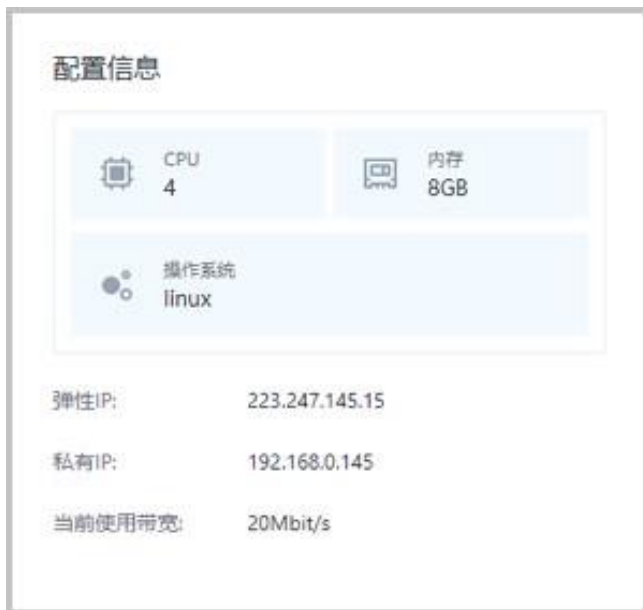 配置信息
CPU
4
内存
8GB
操作系统
linux
弹性IP: 223.247.145.15
私有IP: 192.168.0.145
当前使用带宽: 20Mbit/s